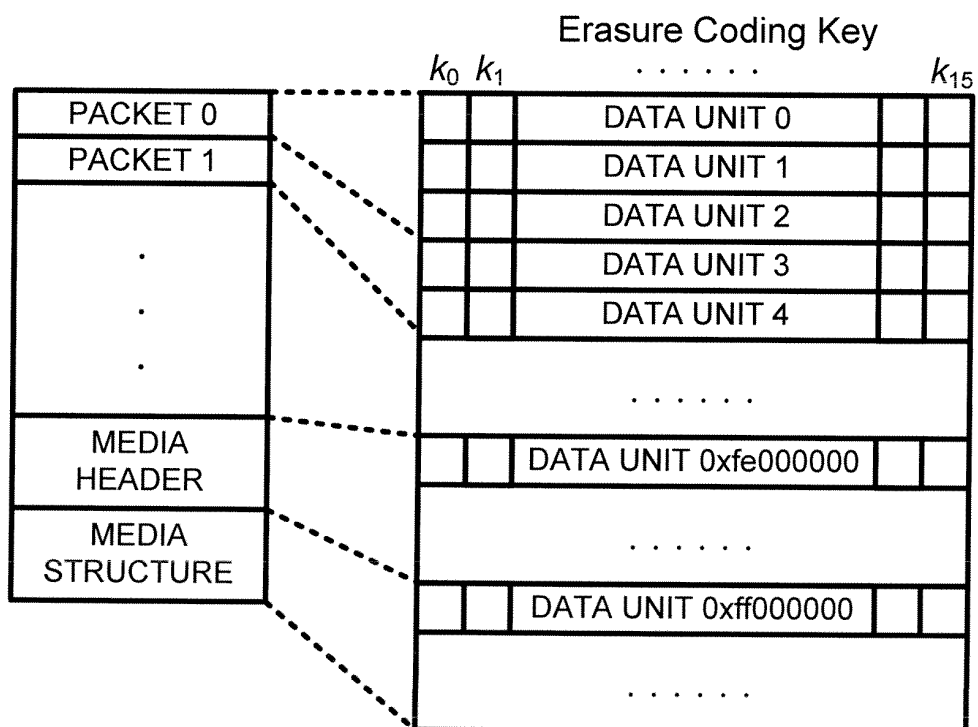 Erasure Coding Key
k0 k1 . . . . . . k15
PACKET 0
PACKET 1
.
.
.
MEDIA
HEADER
MEDIA
STRUCTURE
DATA UNIT 0
DATA UNIT 1
DATA UNIT 2
DATA UNIT 3
DATA UNIT 4
. . . . . .
DATA UNIT 0xfe000000
. . . . . .
DATA UNIT 0xff000000
. . . . . .